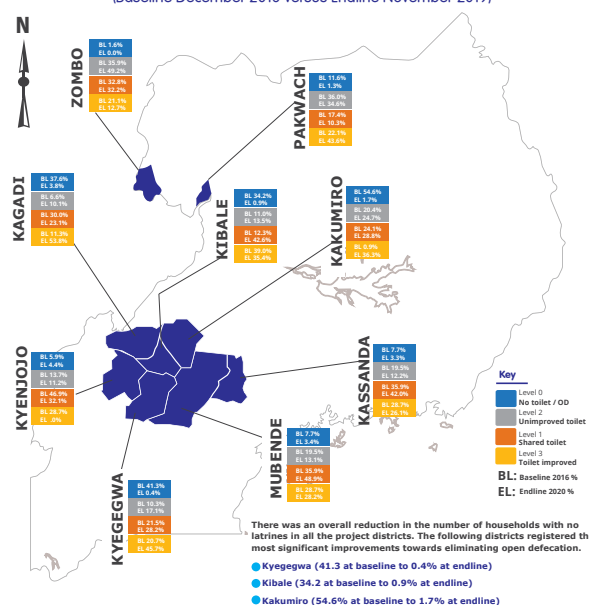 (Baseline December 2016 versus Endline November 2019)
N
ZOMBO
BL 1.6%
EL 0.0%
BL 35.9%
EL 49.2%
BL 32.8%
EL 32.2%
BL 21.1%
EL 12.7%
PAKWACH
BL 11.6%
EL 1.3%
BL 36.0%
EL 34.6%
BL 17.4%
EL 10.3%
BL 22.1%
EL 43.6%
KAGADI
BL 37.6%
EL 3.8%
BL 6.6%
EL 10.1%
BL 30.0%
EL 23.1%
BL 11.3%
EL 53.8%
KIBALE
BL 34.2%
EL 0.9%
BL 11.0%
EL 13.5%
BL 12.3%
EL 42.6%
BL 39.6%
EL 35.4%
KAKUMIRO
BL 54.6%
EL 1.7%
BL 20.4%
EL 24.7%
BL 24.1%
EL 28.8%
BL 0.9%
EL 36.3%
KYENJOJO
BL 5.9%
EL 4.4%
BL 13.7%
EL 11.2%
BL 46.9%
EL 32.1%
BL 28.7%
EL .8%
KASSANDA
BL 7.7%
EL 3.3%
BL 19.5%
EL 12.2%
BL 35.9%
EL 42.0%
BL 28.7%
EL 26.1%
MUBENDE
BL 7.7%
EL 3.4%
BL 19.5%
EL 13.1%
BL 35.9%
EL 48.9%
BL 29.7%
EL 28.2%
KYEGEGWA
BL 41.3%
EL 0.4%
BL 10.3%
EL 17.1%
BL 21.5%
EL 28.2%
BL 20.7%
EL 45.7%
Key
Level 0
No toilet / OD
Level 2
Unimproved toilet
Level 1
Shared toilet
Level 3
Toilet improved
BL: Baseline 2016 %
EL: Endline 2020 %
There was an overall reduction in the number of households with no
latrines in all the project districts. The following districts registered th
most significant improvements towards eliminating open defecation.
Kyegegwa (41.3 at baseline to 0.4% at endline)
Kibale (34.2 at baseline to 0.9% at endline)
Kakumiro (54.6% at baseline to 1.7% at endline)